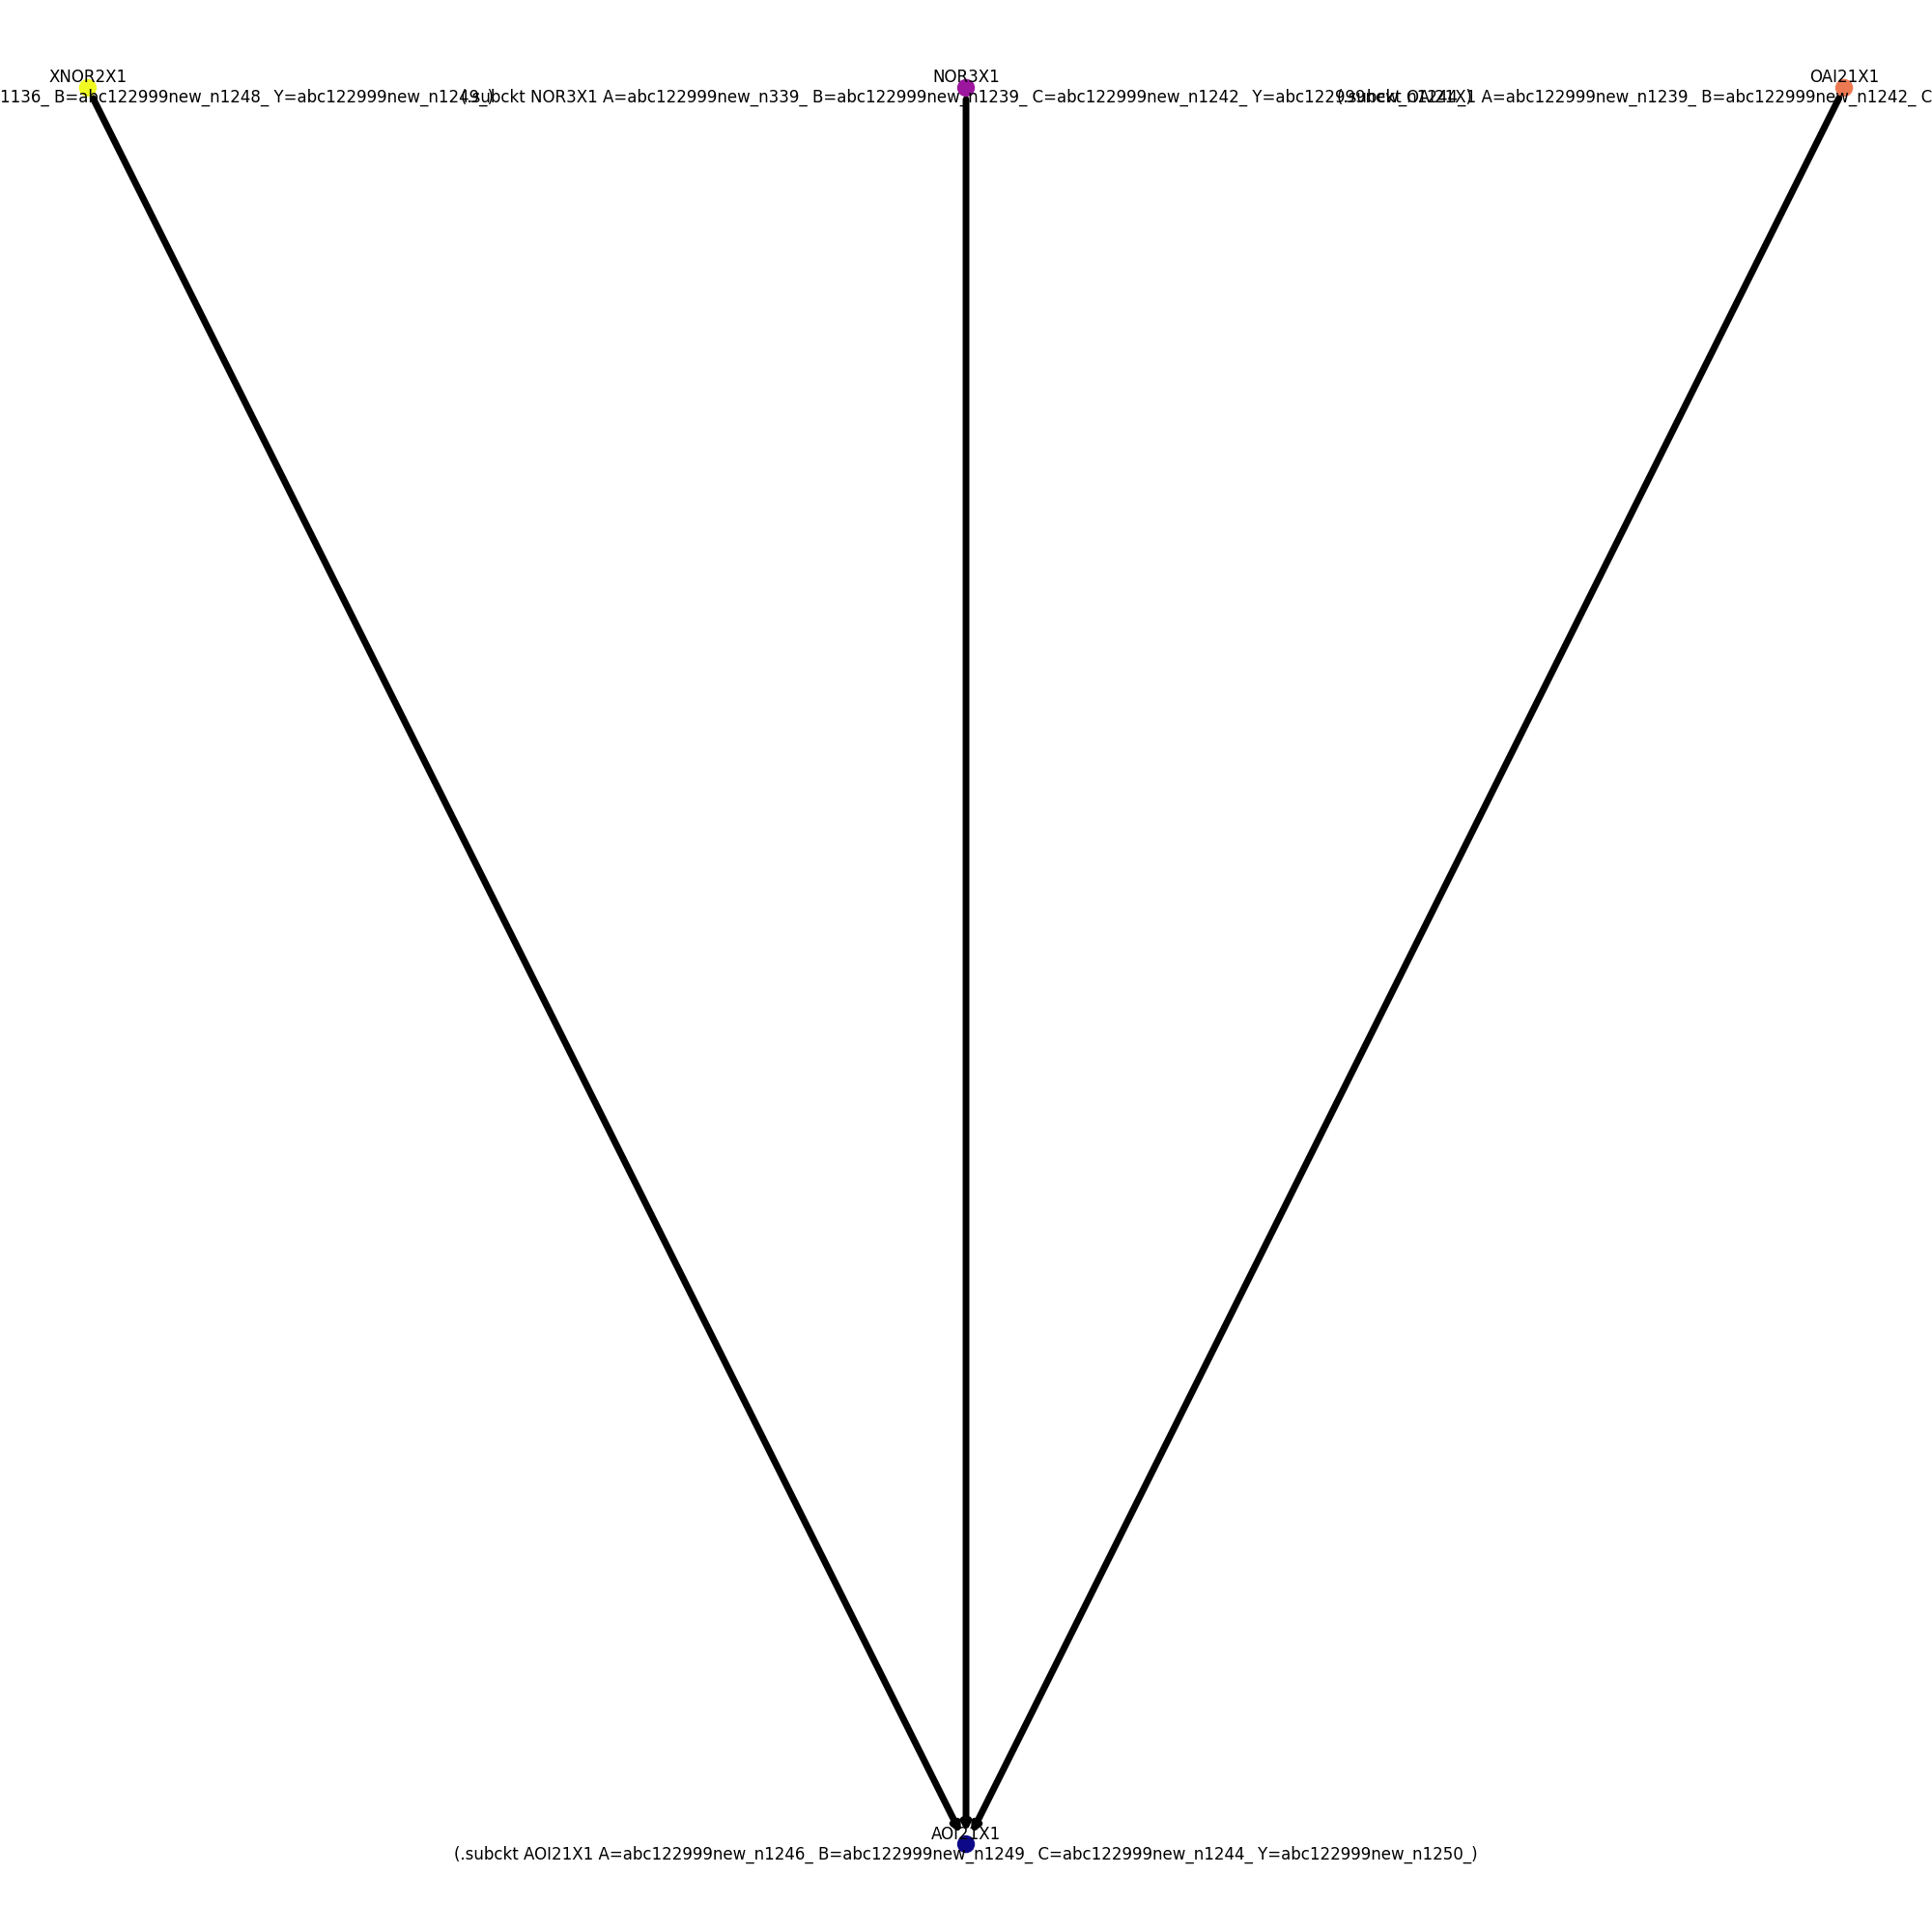 XNOR2X1
NOR3X1
OAI21X1
1136_ B=abc122999new_n1248_ Y=abc122999new_n1249_)
(.subckt NOR3X1 A=abc122999new_n339_ B=abc122999new_n1239_ C=abc122999new_n1242_ Y=abc122999new_n1244_)
(.subckt OAI21X1 A=abc122999new_n1239_ B=abc122999new_n1242_ C
AOI21X1
(.subckt AOI21X1 A=abc122999new_n1246_ B=abc122999new_n1249_ C=abc122999new_n1244_ Y=abc122999new_n1250_)